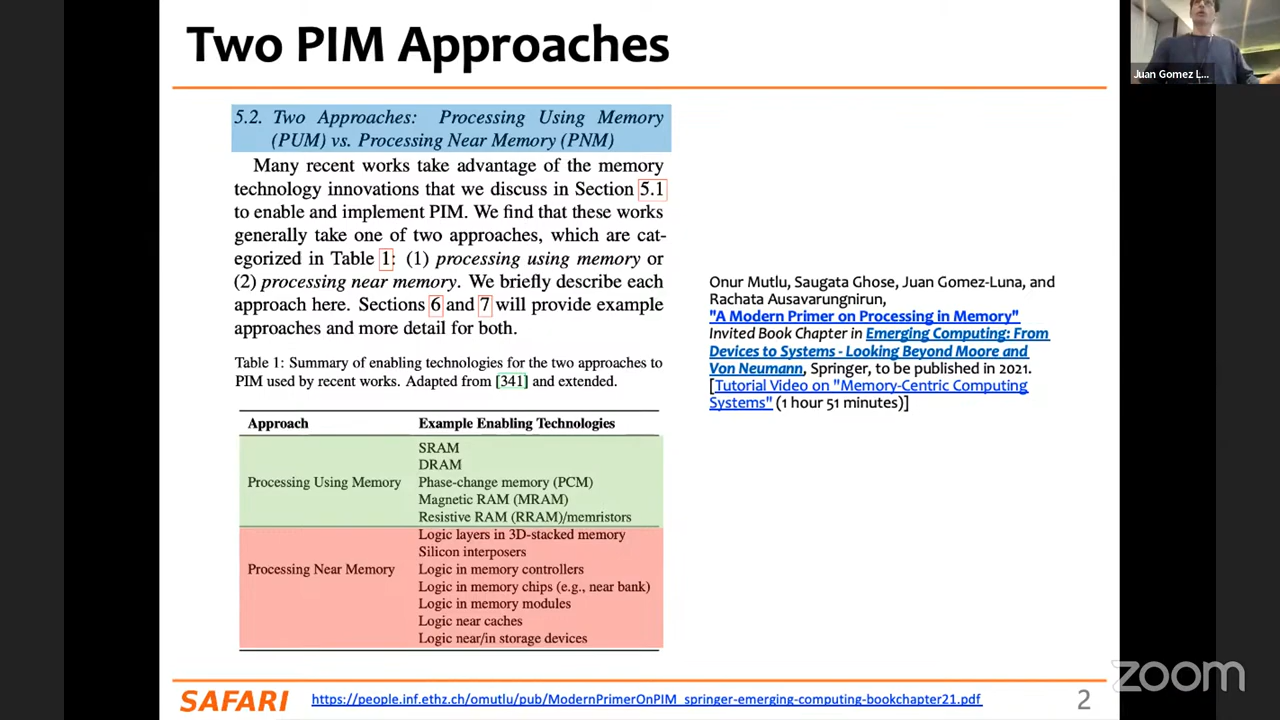 Two PIM Approaches
Juan Gomez L...
5.2. Two Approaches: Processing Using Memory
(PUM) vs. Processing Near Memory (PNM)
Many recent works take advantage of the memory
technology innovations that we discuss in Section 5.1
to enable and implement PIM. We find that these works
generally take one of two approaches, which are cat-
egorized in Table 1: (1) processing using memory or
(2) processing near memory. We briefly describe each
approach here. Sections 6 and 7 will provide example
approaches and more detail for both.
Table 1: Summary of enabling technologies for the two approaches to
PIM used by recent works. Adapted from [341] and extended.
Approach Example Enabling Technologies
SRAM
DRAM
Processing Using Memory Phase-change memory (PCM)
Magnetic RAM (MRAM)
Resistive RAM (RRAM)/memristors
Logic layers in 3D-stacked memory
Silicon interposers
Processing Near Memory Logic in memory controllers
Logic in memory chips (e.g., near bank)
Logic in memory modules
Logic near caches
Logic near/in storage devices
Onur Mutlu, Saugata Ghose, Juan Gomez-Luna, and
Rachata Ausavarungnirun,
"A Modern Primer on Processing in Memory"
Invited Book Chapter in Emerging Computing: From
Devices to Systems - Looking Beyond Moore and
Von Neumann, Springer, to be published in 2021.
[Tutorial Video on "Memory-Centric Computing
Systems" (1 hour 51 minutes)]
SAFARI
https://people.inf.ethz.ch/omutlu/pub/ModernPrimerOnPIM_springer-emerging-computing-bookchapter21.pdf
2
zoom